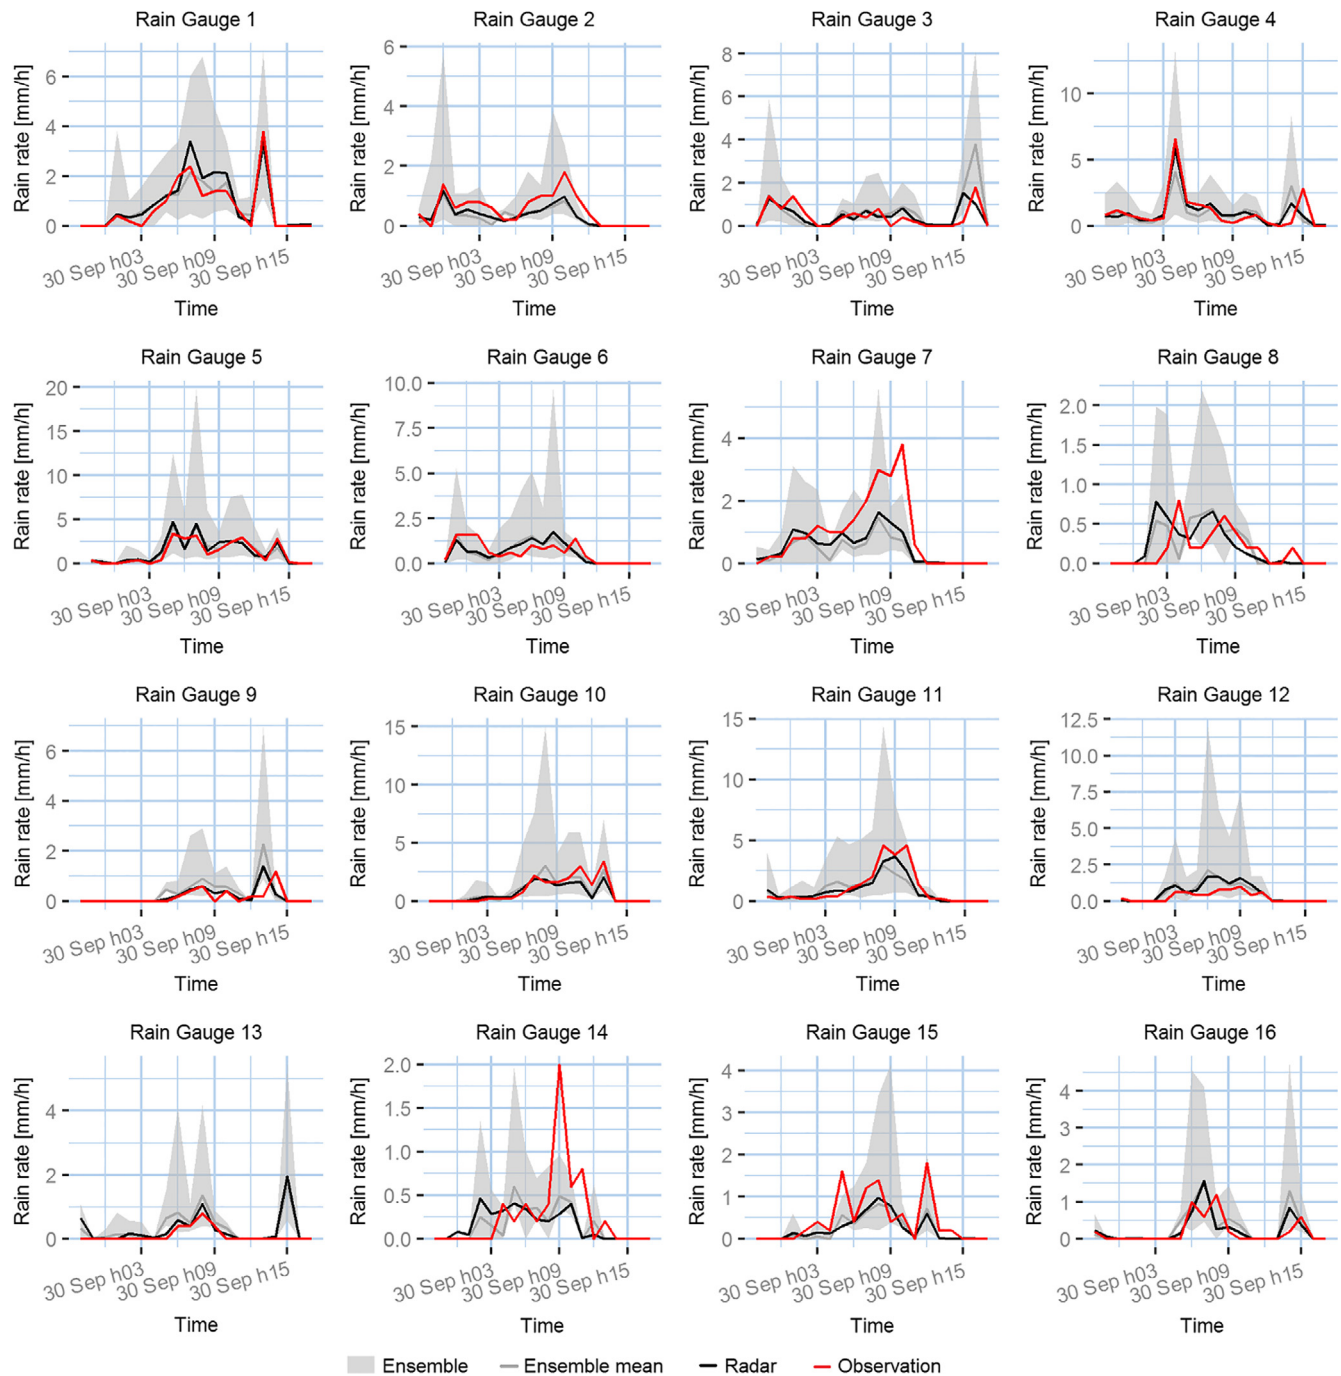 Rain Gauge 1
Rain rate [mm/h]
6
4
2
0
30 Sep h03
30 Sep h09
30 Sep h15
Time
Rain Gauge 2
Rain rate [mm/h]
6
4
2
0
30 Sep h03
30 Sep h09
30 Sep h15
Time
Rain Gauge 3
Rain rate [mm/h]
8
6
4
2
0
30 Sep h03
30 Sep h09
30 Sep h15
Time
Rain Gauge 4
Rain rate [mm/h]
10
5
0
30 Sep h03
30 Sep h09
30 Sep h15
Time
Rain Gauge 5
Rain rate [mm/h]
20
15
10
5
0
30 Sep h03
30 Sep h09
30 Sep h15
Time
Rain Gauge 6
Rain rate [mm/h]
10.0
7.5
5.0
2.5
0.0
30 Sep h03
30 Sep h09
30 Sep h15
Time
Rain Gauge 7
Rain rate [mm/h]
4
2
0
30 Sep h03
30 Sep h09
30 Sep h15
Time
Rain Gauge 8
Rain rate [mm/h]
2.0
1.5
1.0
0.5
0.0
30 Sep h03
30 Sep h09
30 Sep h15
Time
Rain Gauge 9
Rain rate [mm/h]
6
4
2
0
30 Sep h03
30 Sep h09
30 Sep h15
Time
Rain Gauge 10
Rain rate [mm/h]
15
10
5
0
30 Sep h03
30 Sep h09
30 Sep h15
Time
Rain Gauge 11
Rain rate [mm/h]
15
10
5
0
30 Sep h03
30 Sep h09
30 Sep h15
Time
Rain Gauge 12
Rain rate [mm/h]
12.5
10.0
7.5
5.0
2.5
0.0
30 Sep h03
30 Sep h09
30 Sep h15
Time
Rain Gauge 13
Rain rate [mm/h]
4
2
0
30 Sep h03
30 Sep h09
30 Sep h15
Time
Rain Gauge 14
Rain rate [mm/h]
2.0
1.5
1.0
0.5
0.0
30 Sep h03
30 Sep h09
30 Sep h15
Time
Rain Gauge 15
Rain rate [mm/h]
4
3
2
1
0
30 Sep h03
30 Sep h09
30 Sep h15
Time
Rain Gauge 16
Rain rate [mm/h]
4
3
2
1
0
30 Sep h03
30 Sep h09
30 Sep h15
Time
Ensemble Ensemble mean Radar Observation